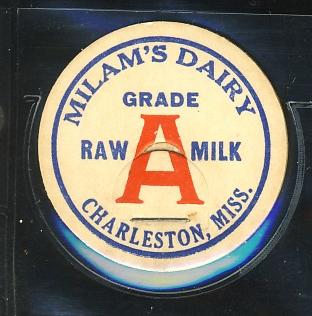 MILAM'S DAIRY
GRADE
A
RAW MILK
CHARLESTON, MISS.